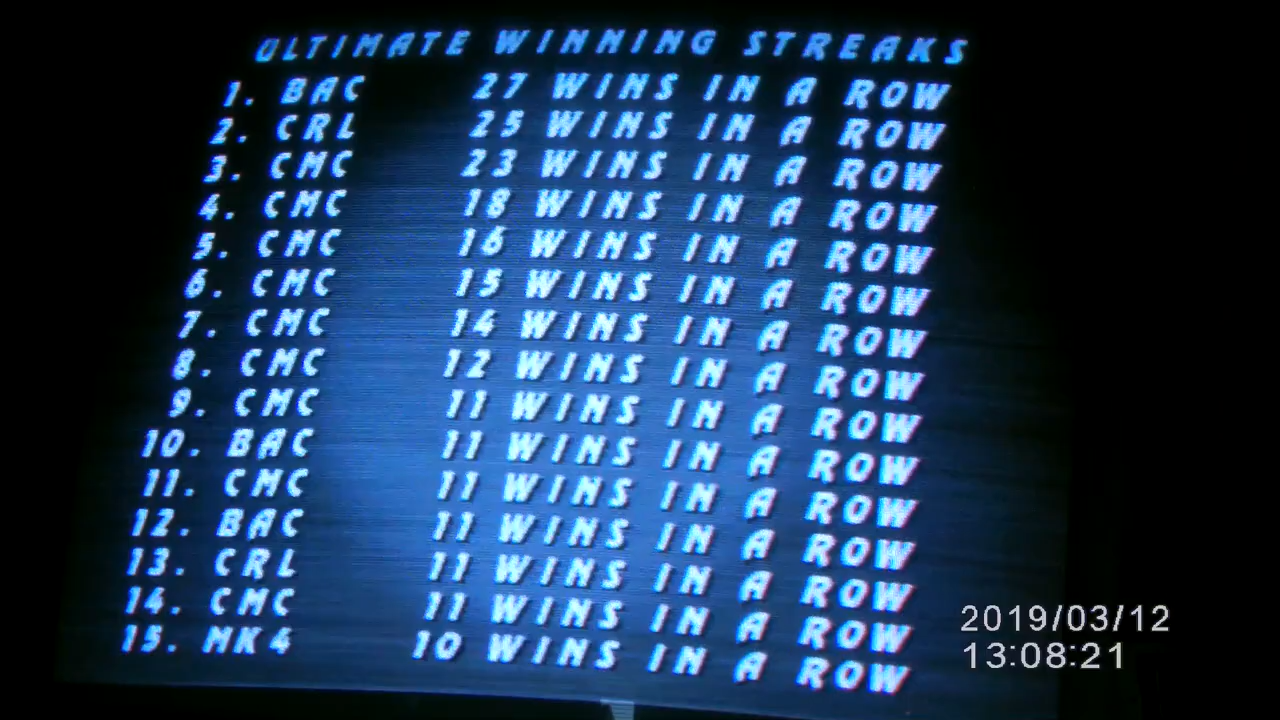 ULTIMATE WINNING STREAKS
1. BAC 27 WINS IN A ROW
2. CRL 25 WINS IN A ROW
3. CMC 23 WINS IN A ROW
4. CMC 18 WINS IN A ROW
5. CMC 16 WINS IN A ROW
6. CMC 15 WINS IN A ROW
7. CMC 14 WINS IN A ROW
8. CMC 12 WINS IN A ROW
9. CMC 11 WINS IN A ROW
10. BAC 11 WINS IN A ROW
11. CMC 11 WINS IN A ROW
12. BAC 11 WINS IN A ROW
13. CRL 11 WINS IN A ROW
14. CMC 11 WINS IN A ROW
15. MK4 10 WINS IN A ROW
2019/03/12
13:08:21